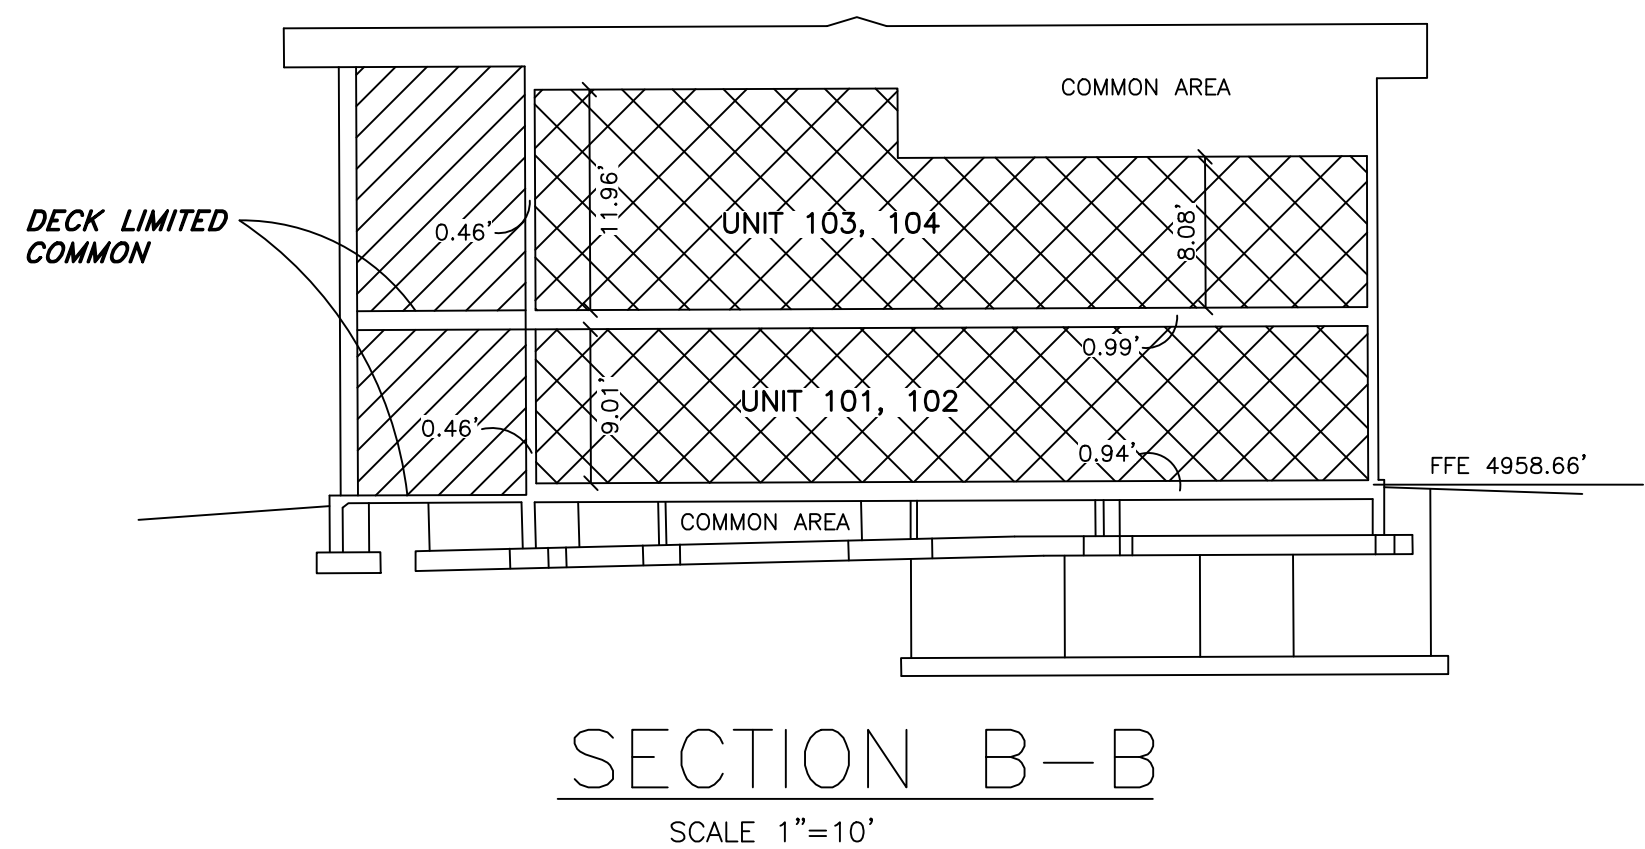 COMMON AREA
DECK LIMITED
COMMON
0.46'
11.96'
UNIT 103, 104
8.08'
0.99'
9.01'
UNIT 101, 102
0.46'
0.94'
FFE 4958.66'
COMMON AREA
SECTION B-B
SCALE 1"=10'